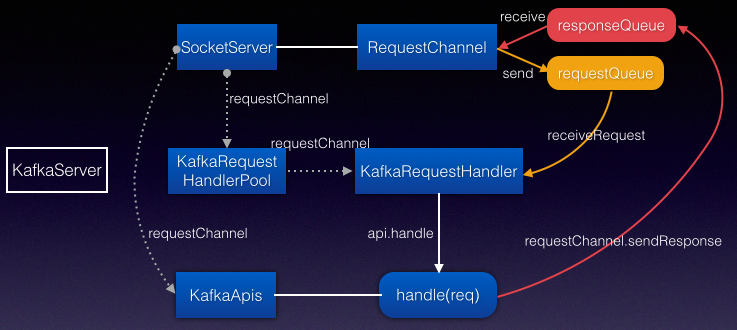 receive
responseQueue
SocketServer
RequestChannel
send
requestQueue
requestChannel
receiveRequest
requestChannel
KafkaServer
KafkaRequest
HandlerPool
KafkaRequestHandler
requestChannel
api.handle
requestChannel.sendResponse
KafkaApis
handle(req)